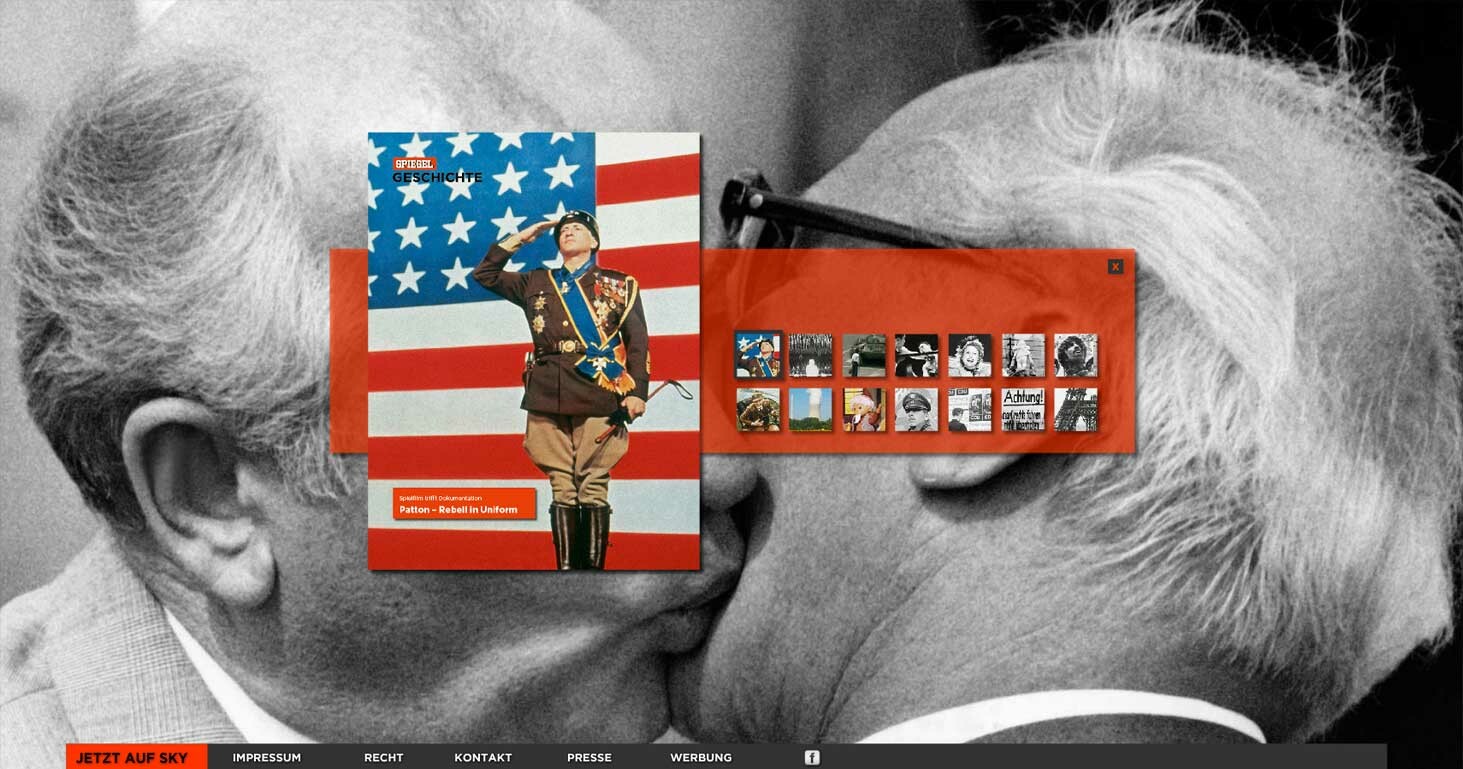 SPIEGEL
GESCHICHTE
X
Achtung!
Spielfilm trifft Dokumentation
Patton – Rebell in Uniform
JETZT AUF SKY
IMPRESSUM
RECHT
KONTAKT
PRESSE
WERBUNG
f